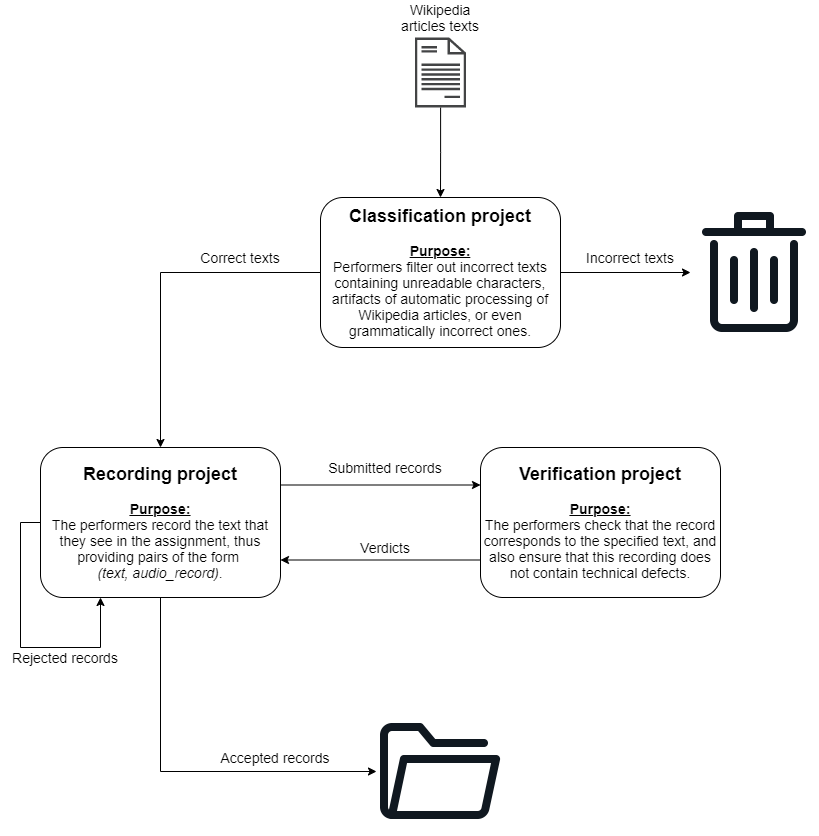 Wikipedia
articles texts
Classification project
Purpose:
Performers filter out incorrect texts
containing unreadable characters,
artifacts of automatic processing of
Wikipedia articles, or even
grammatically incorrect ones.
Correct texts
Incorrect texts
Recording project
Purpose:
The performers record the text that
they see in the assignment, thus
providing pairs of the form
(text, audio_record).
Submitted records
Verdicts
Verification project
Purpose:
The performers check that the record
corresponds to the specified text, and
also ensure that this recording does
not contain technical defects.
Rejected records
Accepted records